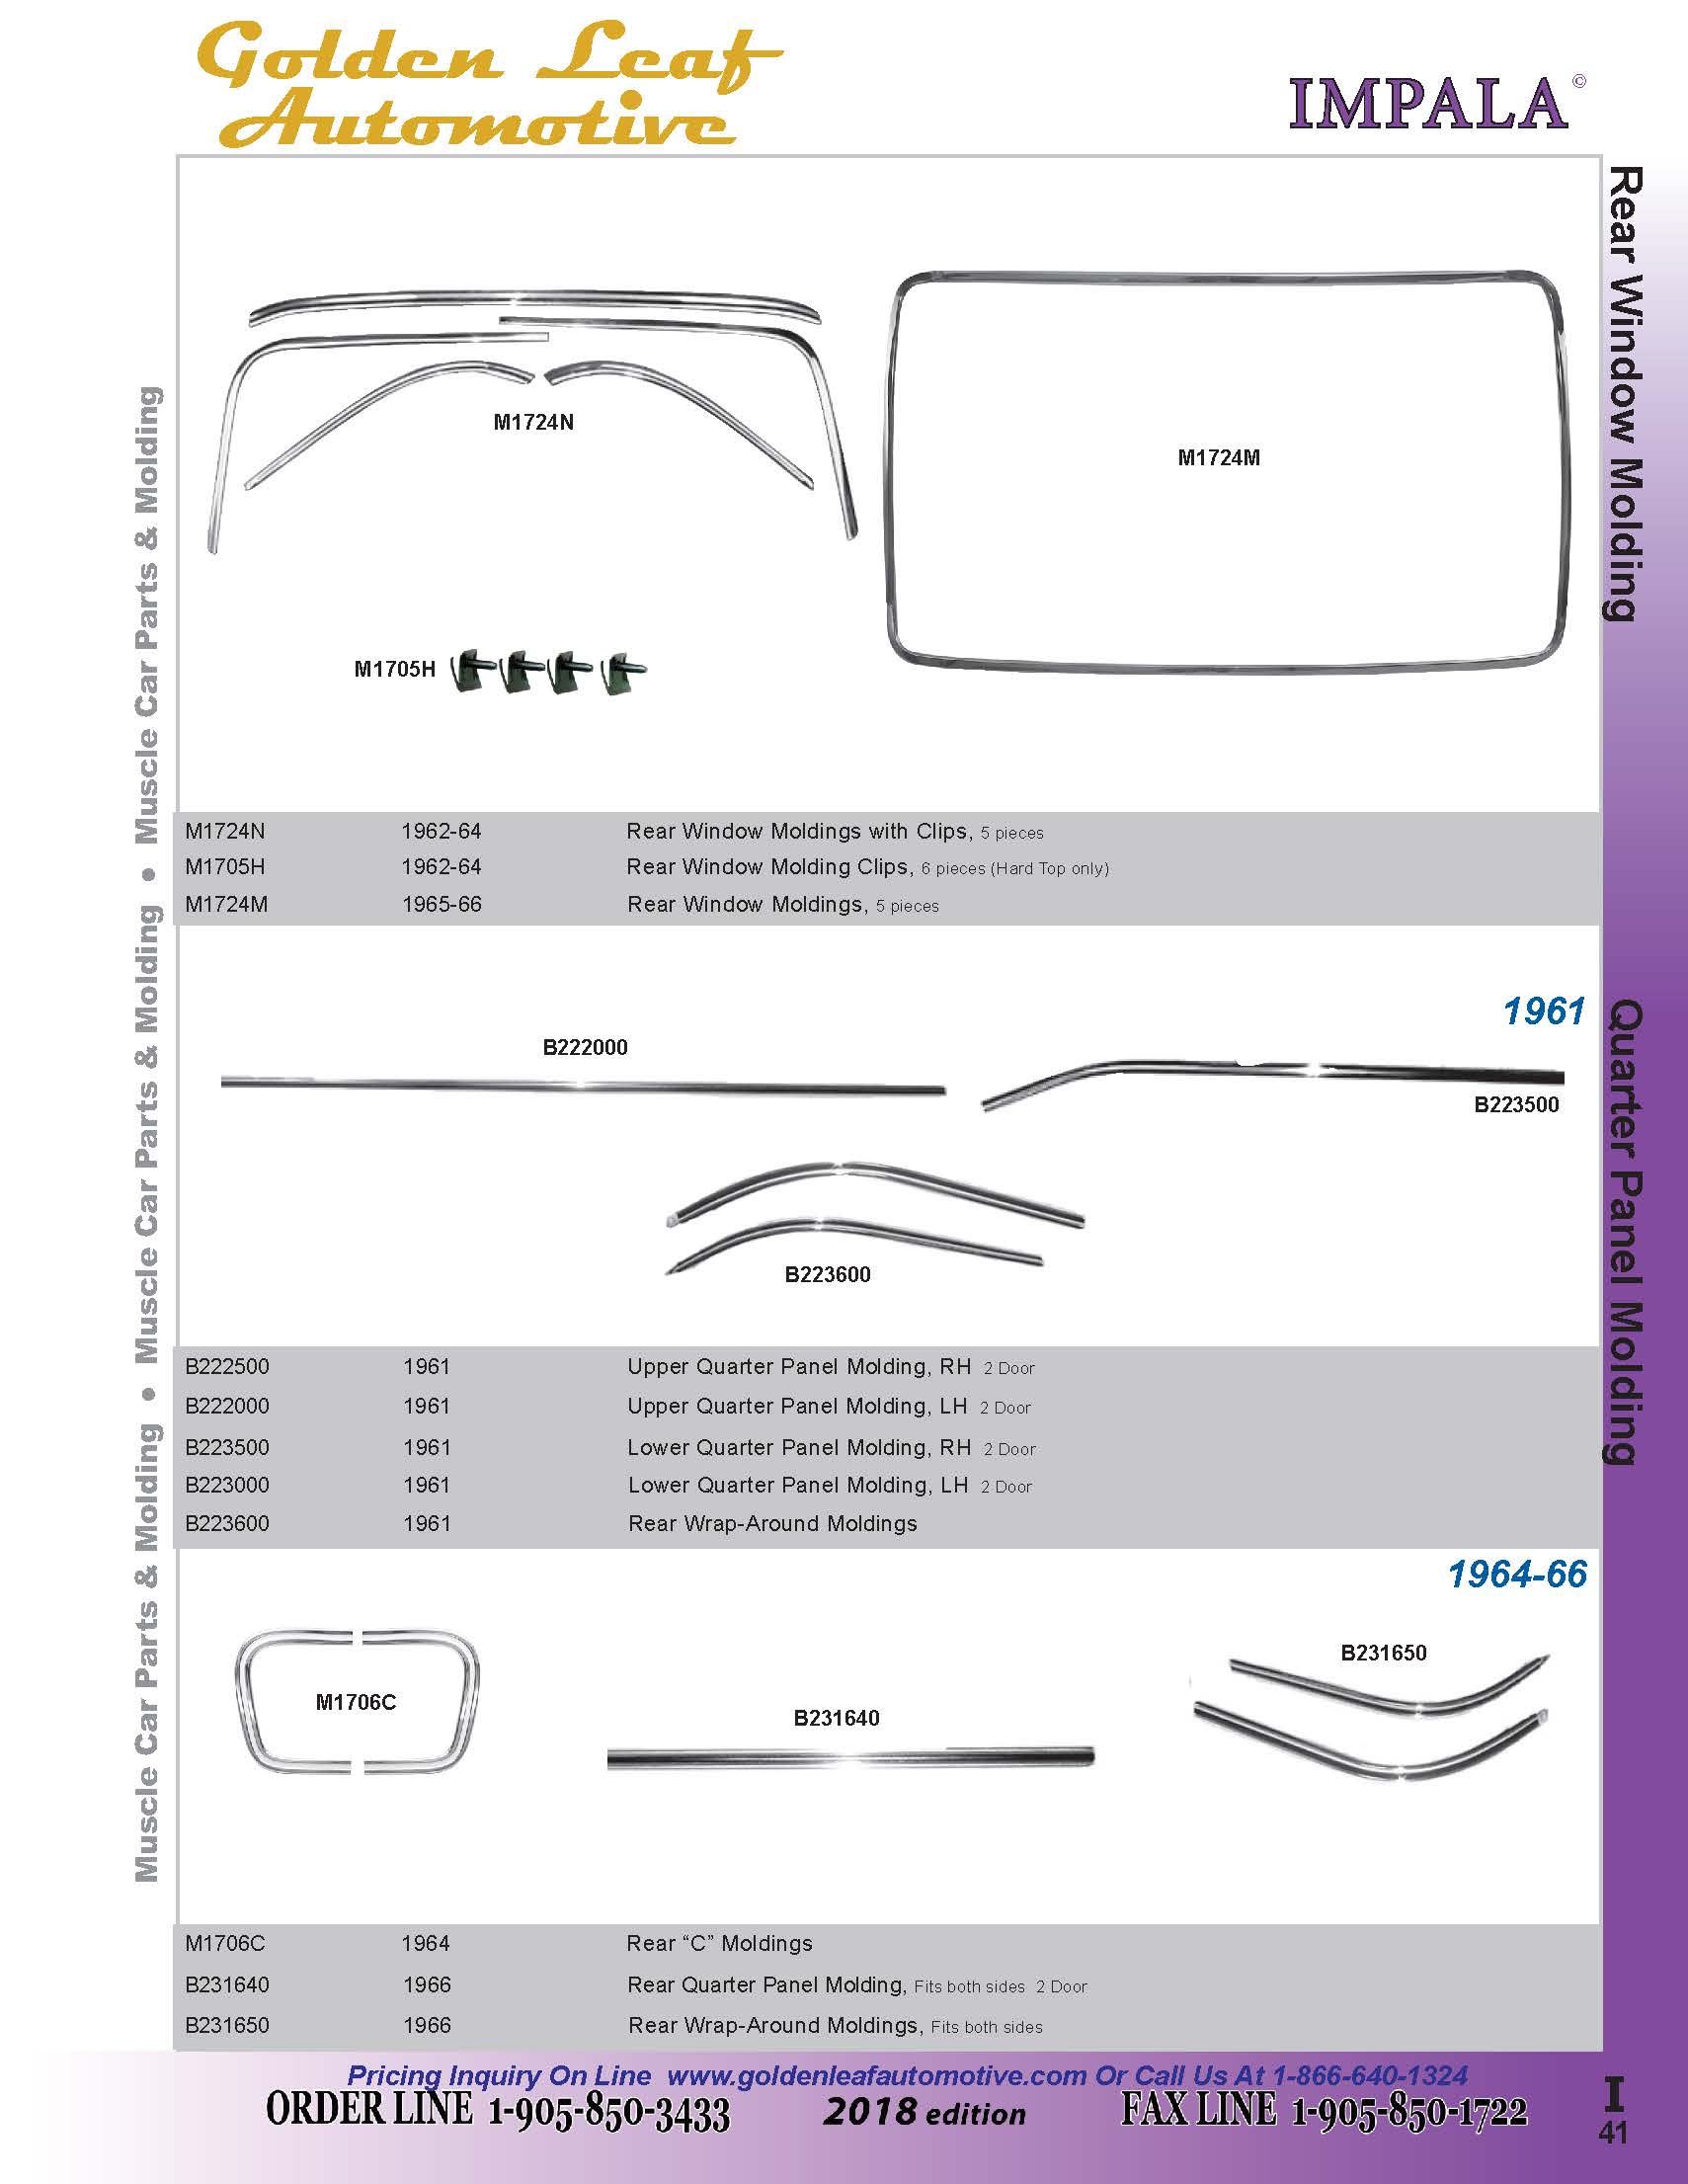 Golden Leaf
Automotive
IMPALA©
Rear Window Molding
M1724N
M1724M
M1705H
M1724N 1962-64 Rear Window Moldings with Clips, 5 pieces
M1705H 1962-64 Rear Window Molding Clips, 6 pieces (Hard Top only)
M1724M 1965-66 Rear Window Moldings, 5 pieces
Quarter Panel Molding
1961
B222000
B223500
B223600
B222500 1961 Upper Quarter Panel Molding, RH 2 Door
B222000 1961 Upper Quarter Panel Molding, LH 2 Door
B223500 1961 Lower Quarter Panel Molding, RH 2 Door
B223000 1961 Lower Quarter Panel Molding, LH 2 Door
B223600 1961 Rear Wrap-Around Moldings
1964-66
M1706C
B231640
B231650
M1706C 1964 Rear “C” Moldings
B231640 1966 Rear Quarter Panel Molding, Fits both sides 2 Door
B231650 1966 Rear Wrap-Around Moldings, Fits both sides
Muscle Car Parts & Molding • Muscle Car Parts & Molding • Muscle Car Parts & Molding
Pricing Inquiry On Line www.goldenleafautomotive.com Or Call Us At 1-866-640-1324
ORDER LINE 1-905-850-3433 2018 edition FAX LINE 1-905-850-1722
I
41